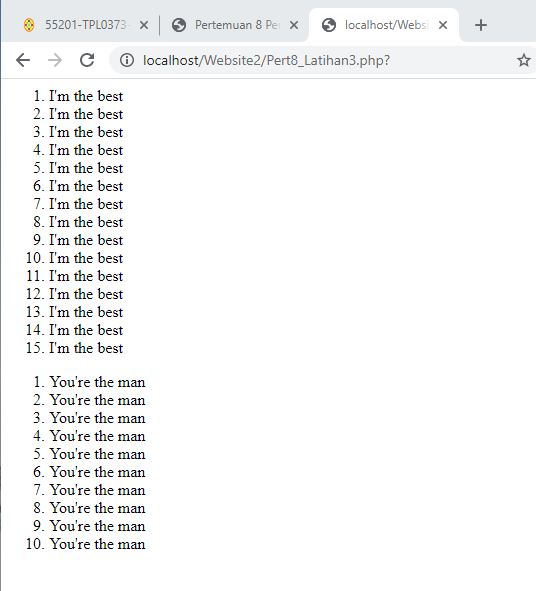 55201-TPL0373-
Pertemuan 8 Pe
localhost/Webs
localhost/Website2/Pert8_Latihan3.php?
1. I'm the best
2. I'm the best
3. I'm the best
4. I'm the best
5. I'm the best
6. I'm the best
7. I'm the best
8. I'm the best
9. I'm the best
10. I'm the best
11. I'm the best
12. I'm the best
13. I'm the best
14. I'm the best
15. I'm the best
1. You're the man
2. You're the man
3. You're the man
4. You're the man
5. You're the man
6. You're the man
7. You're the man
8. You're the man
9. You're the man
10. You're the man